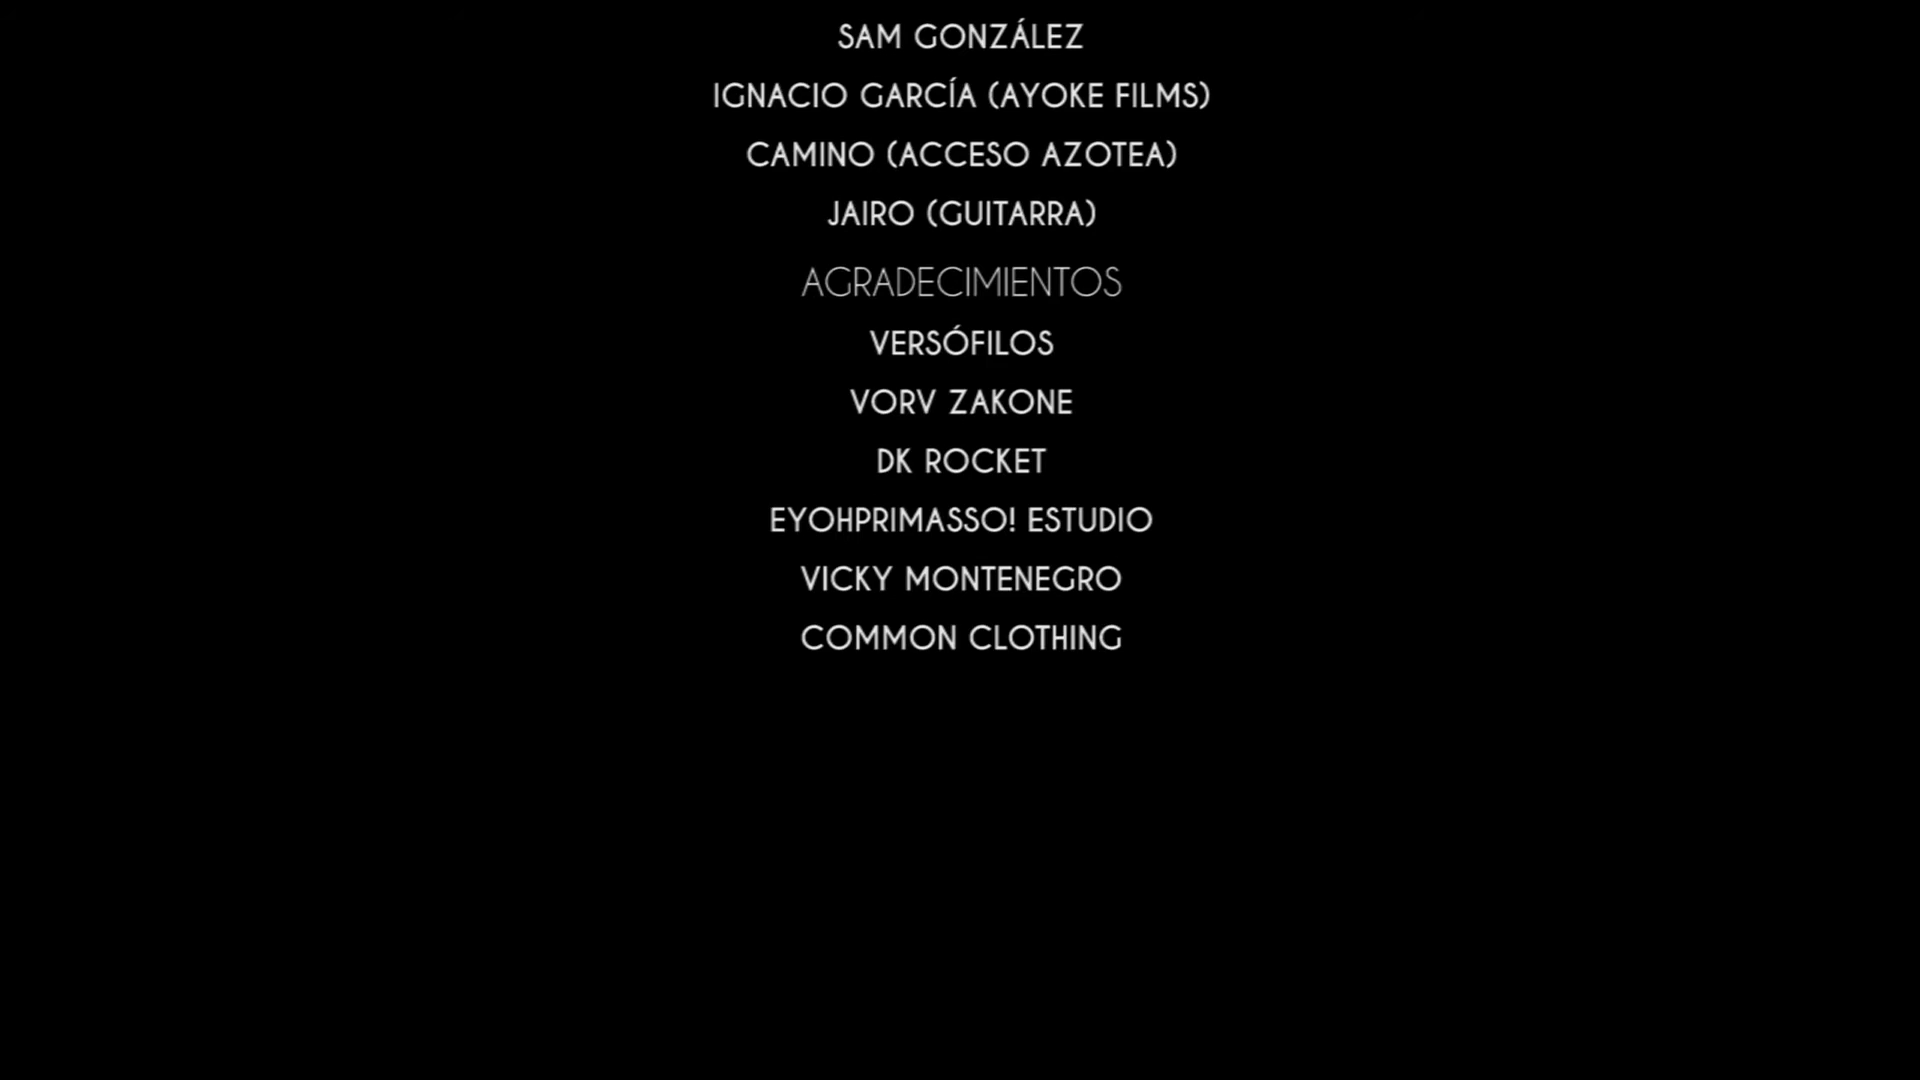 SAM GONZÁLEZ
IGNACIO GARCÍA (AYOKE FILMS)
CAMINO (ACCESO AZOTEA)
JAIRO (GUITARRA)
AGRADECIMIENTOS
VERSÓFILOS
VORV ZAKONE
DK ROCKET
EYOHPRIMASSO! ESTUDIO
VICKY MONTENEGRO
COMMON CLOTHING